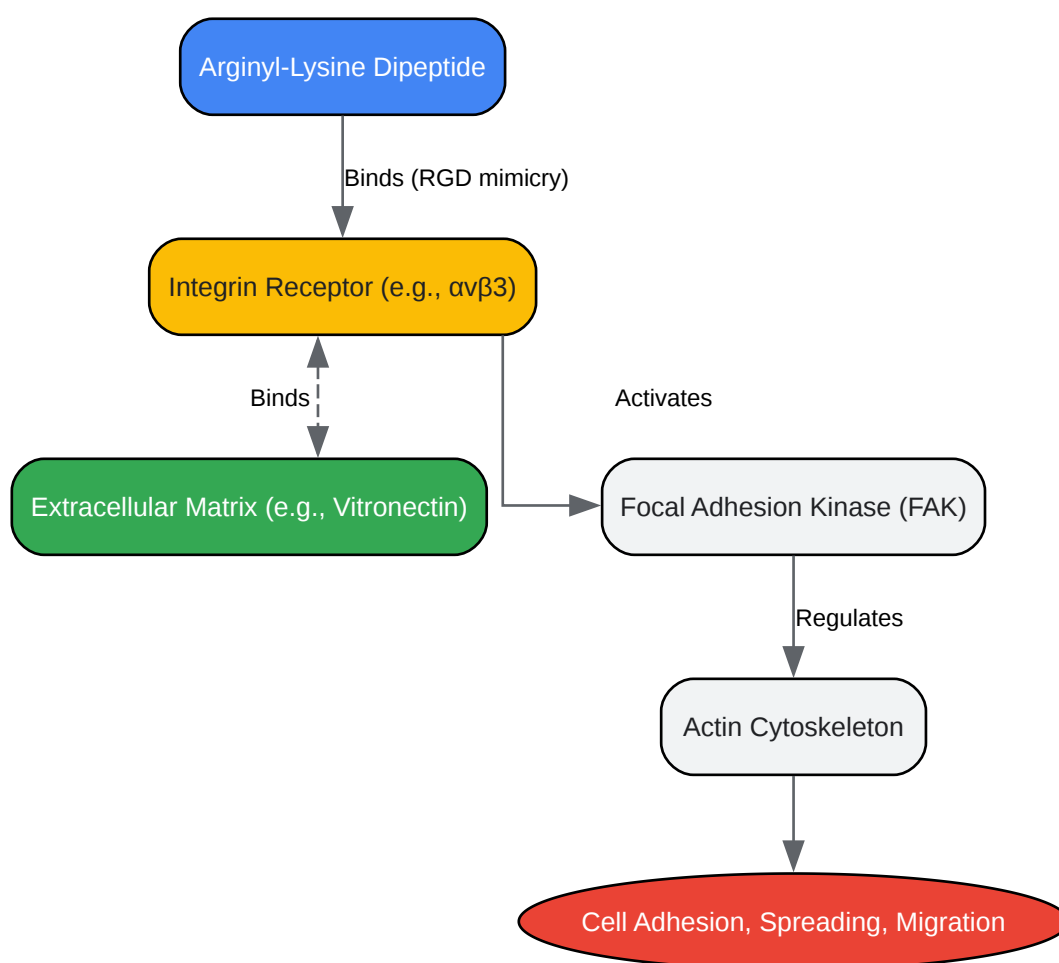 Arginyl-Lysine Dipeptide
Binds (RGD mimicry)
Integrin Receptor (e.g., αvβ3)
Binds
Activates
Extracellular Matrix (e.g., Vitronectin)
Focal Adhesion Kinase (FAK)
Regulates
Actin Cytoskeleton
Cell Adhesion, Spreading, Migration